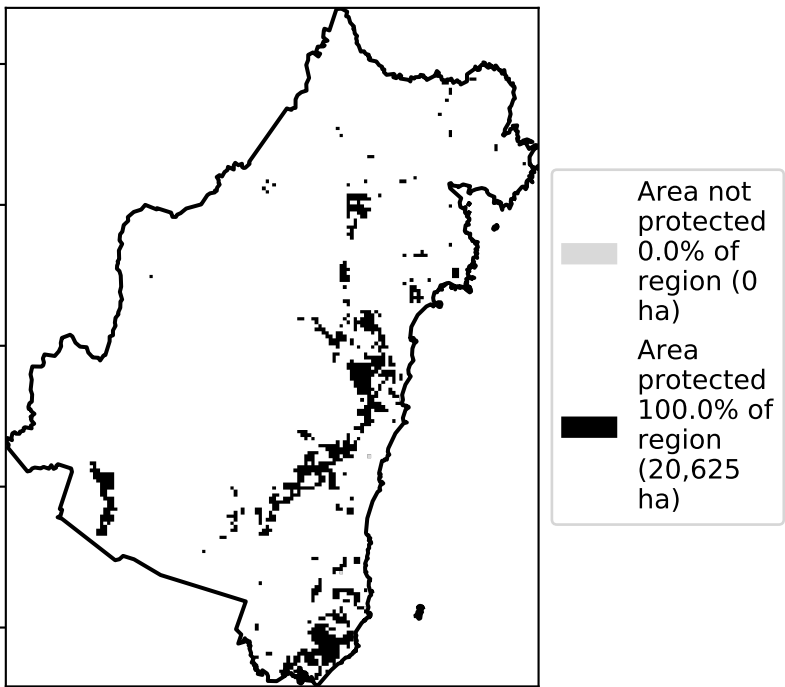 Area not
protected
0.0% of
region (0
ha)
Area
protected
100.0% of
region
(20,625
ha)